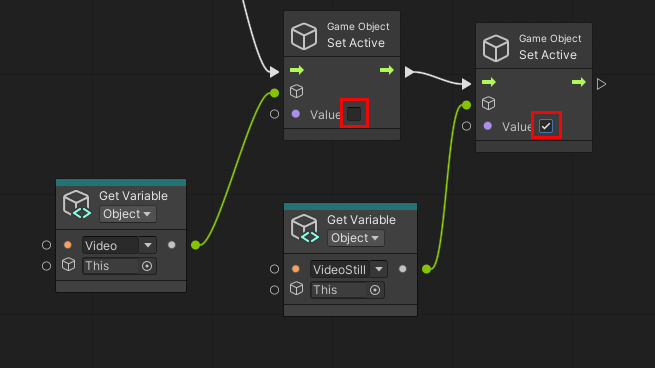 Game Object
Set Active
Value
Game Object
Set Active
Value
Get Variable
Object
Video
This
Get Variable
Object
VideoStill
This